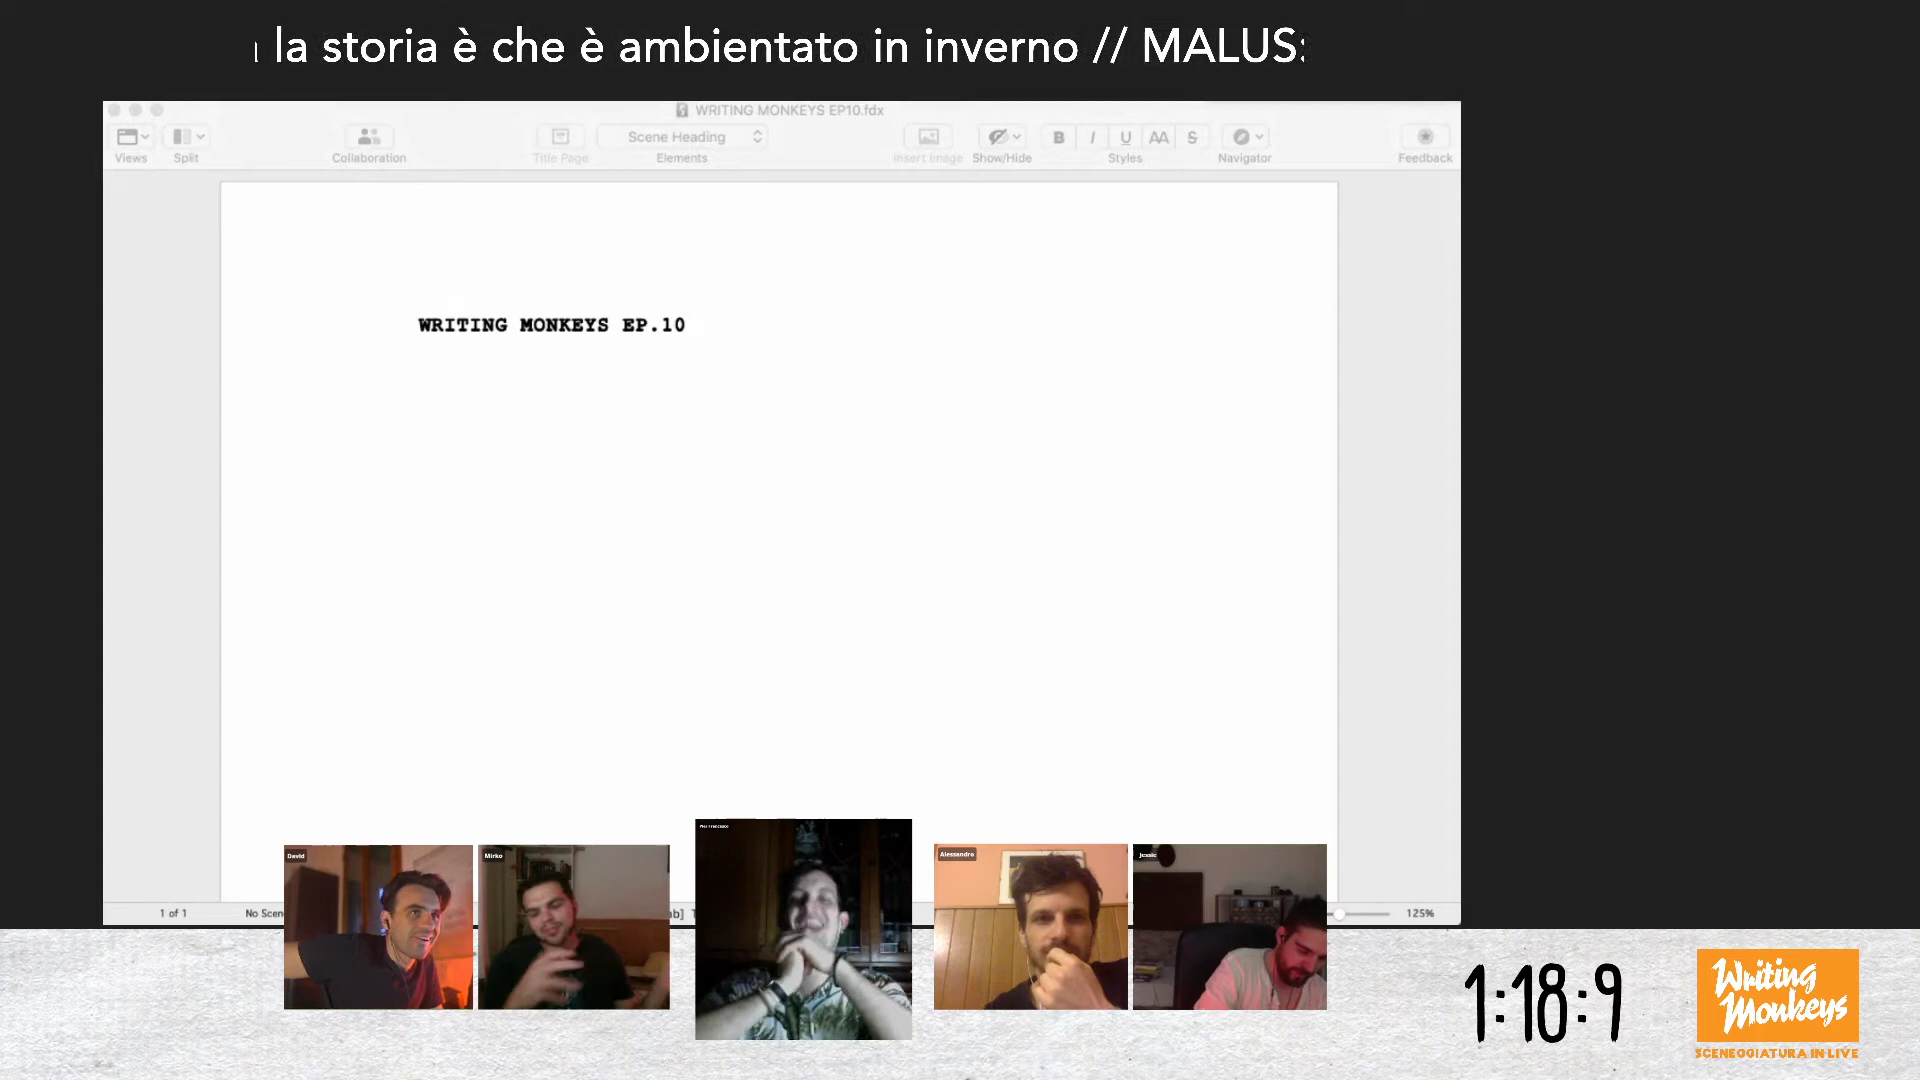 la storia è che è ambientato in inverno // MALUS:
WRITING MONKEYS EP10.fdx
Scene Heading
B I U AA S
Views Split Collaboration Title Page Elements Insert Image Show/Hide Styles Navigator Feedback
WRITING MONKEYS EP.10
David
Mirko
Alessandro
Jessie
1 of 1
No Scen
ab]
125%
1:18:9
Writing
Monkeys
SCENEGGIATURA IN LIVE